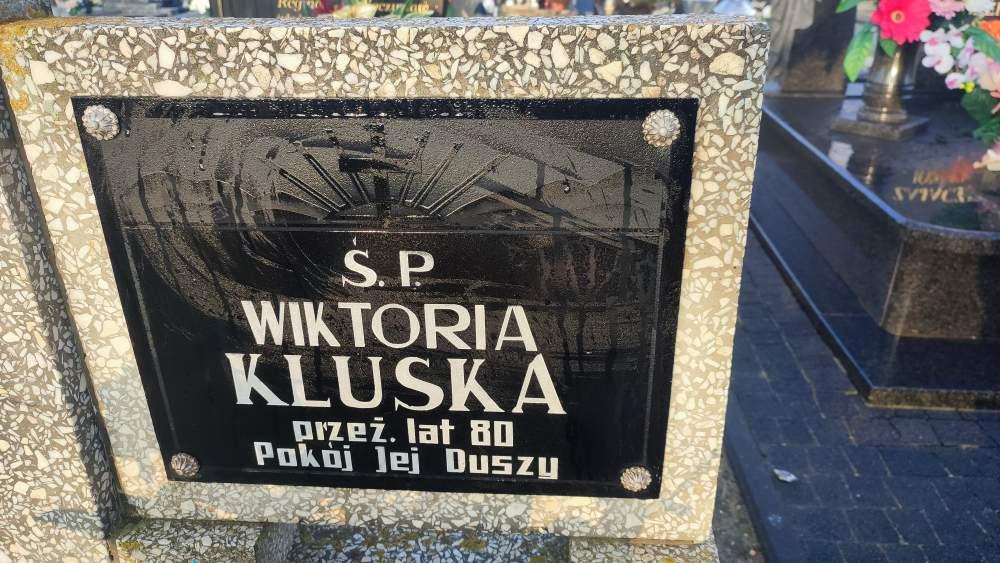 Ś.P.
WIKTORIA
KLUSKA
przeż. lat 80
Pokój Jej Duszy